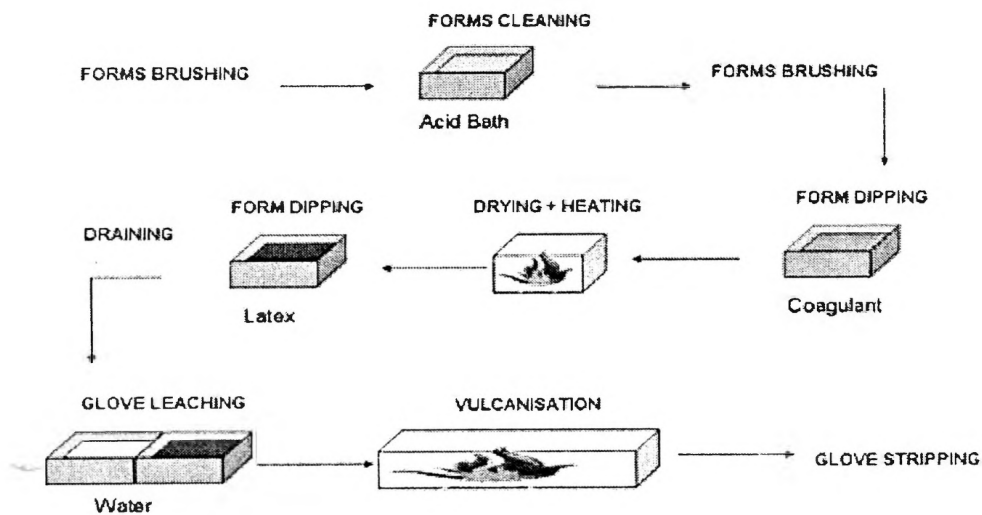 FORMS CLEANING
FORMS BRUSHING
FORMS BRUSHING
Acid Bath
FORM DIPPING
DRYING + HEATING
FORM DIPPING
DRAINING
Latex
Coagulant
GLOVE LEACHING
VULCANISATION
GLOVE STRIPPING
Water